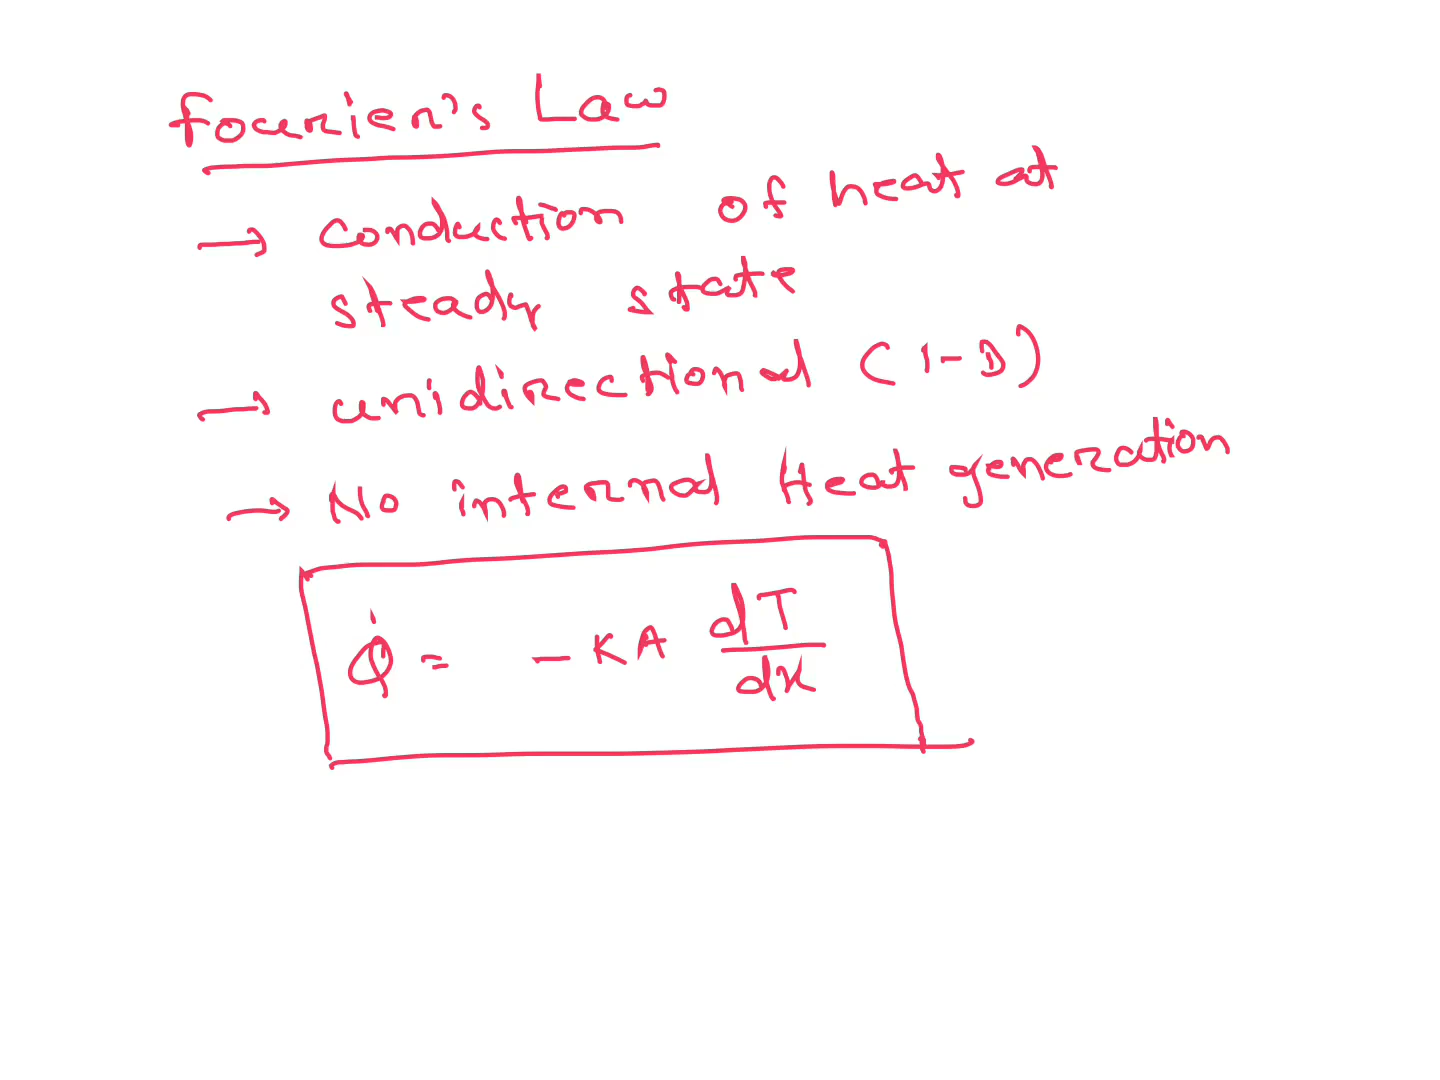 Fourier's Law
→ conduction of heat at
steady state
→ unidirectional (1-D)
→ No internal Heat generation
Q̇ = -KA dT/dx